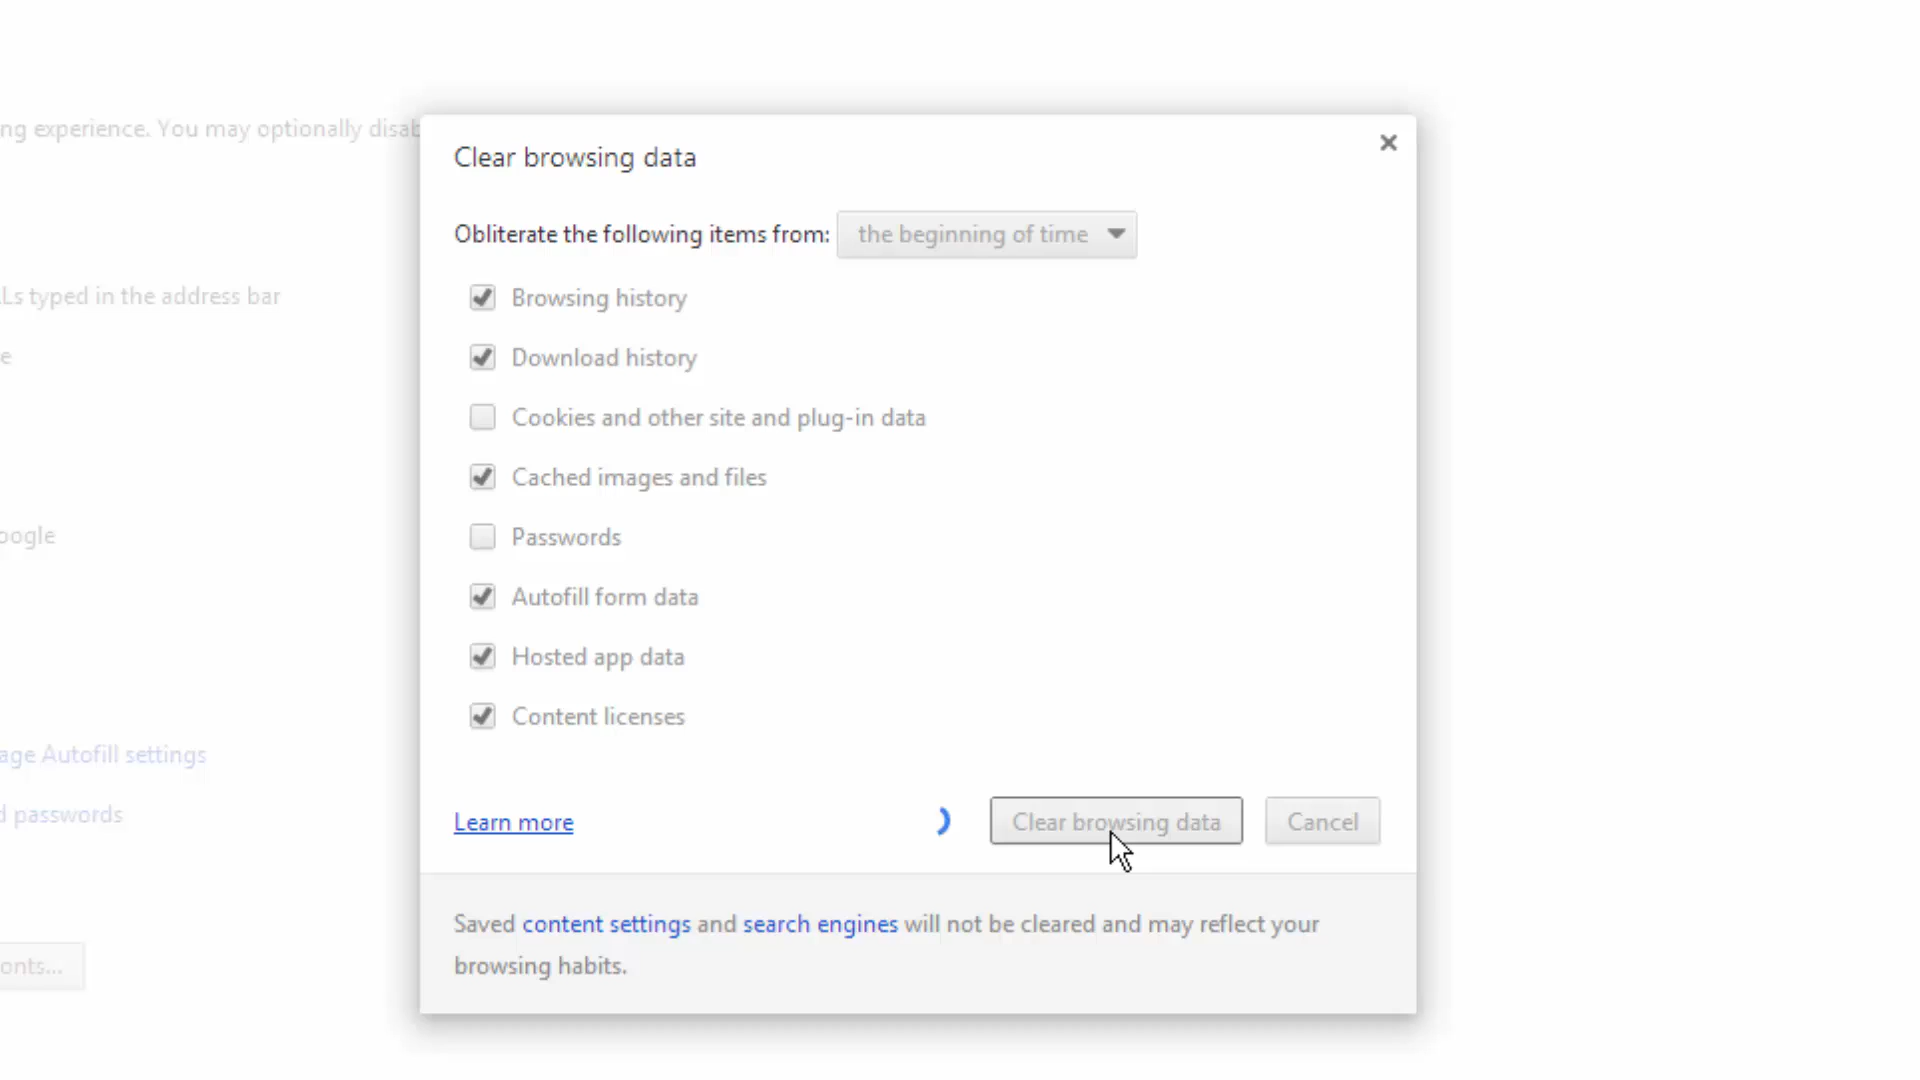 ng experience. You may optionally disab
Clear browsing data
Obliterate the following items from: the beginning of time
Browsing history
Ls typed in the address bar
Download history
e
Cookies and other site and plug-in data
Cached images and files
Passwords
oogle
Autofill form data
Hosted app data
Content licenses
age Autofill settings
d passwords
Learn more
Clear browsing data
Cancel
Saved content settings and search engines will not be cleared and may reflect your
browsing habits.
onts...